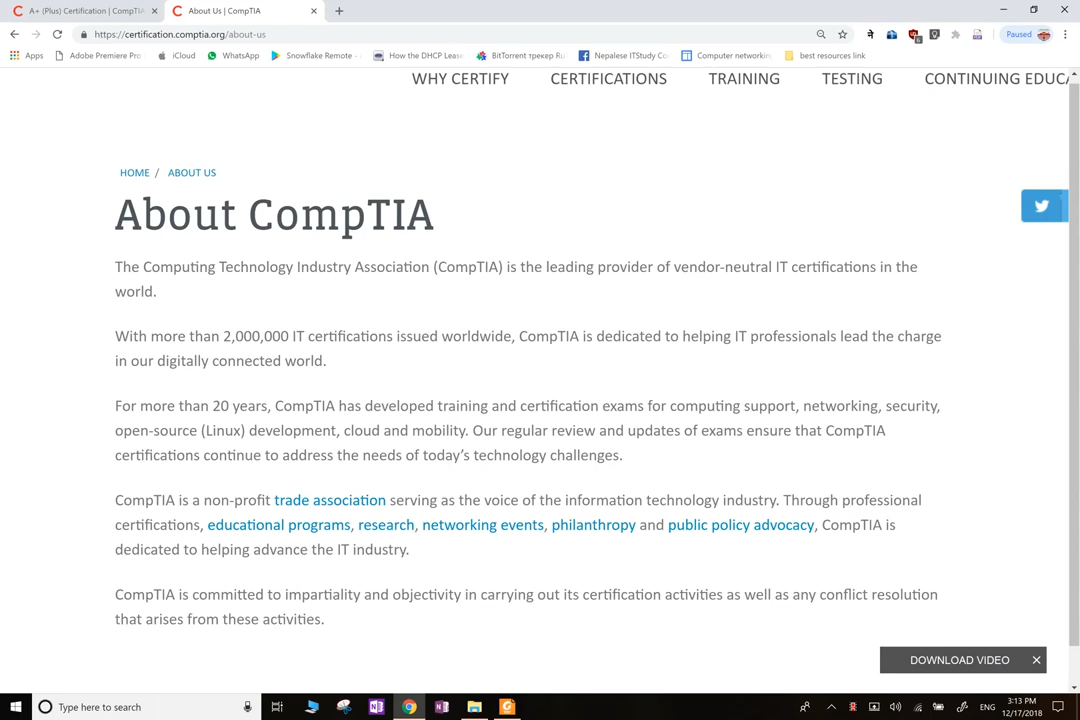 A+ (Plus) Certification | CompTIA
About Us | CompTIA
https://certification.comptia.org/about-us
Paused
Apps
Adobe Premiere Pro
iCloud
WhatsApp
Snowflake Remote -
How the DHCP Lease
BitTorrent трекер Ru
Nepalese ITStudy Co
Computer networking
best resources link
WHY CERTIFY CERTIFICATIONS TRAINING TESTING CONTINUING EDUCA
HOME / ABOUT US
About CompTIA
The Computing Technology Industry Association (CompTIA) is the leading provider of vendor-neutral IT certifications in the
world.
With more than 2,000,000 IT certifications issued worldwide, CompTIA is dedicated to helping IT professionals lead the charge
in our digitally connected world.
For more than 20 years, CompTIA has developed training and certification exams for computing support, networking, security,
open-source (Linux) development, cloud and mobility. Our regular review and updates of exams ensure that CompTIA
certifications continue to address the needs of today’s technology challenges.
CompTIA is a non-profit trade association serving as the voice of the information technology industry. Through professional
certifications, educational programs, research, networking events, philanthropy and public policy advocacy, CompTIA is
dedicated to helping advance the IT industry.
CompTIA is committed to impartiality and objectivity in carrying out its certification activities as well as any conflict resolution
that arises from these activities.
DOWNLOAD VIDEO
Type here to search
ENG
3:13 PM
12/17/2018